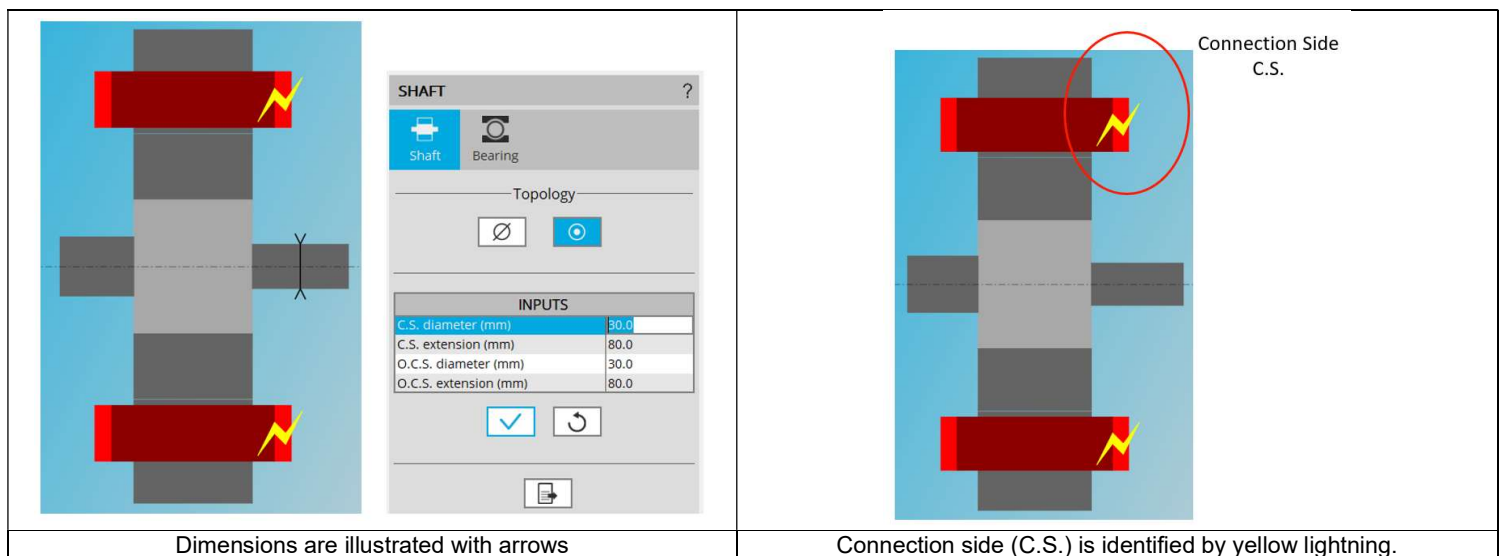 SHAFT ?
Shaft Bearing
Topology
INPUTS
C.S. diameter (mm) 30.0
C.S. extension (mm) 80.0
O.C.S. diameter (mm) 30.0
O.C.S. extension (mm) 80.0
Dimensions are illustrated with arrows
Connection Side
C.S.
Connection side (C.S.) is identified by yellow lightning.